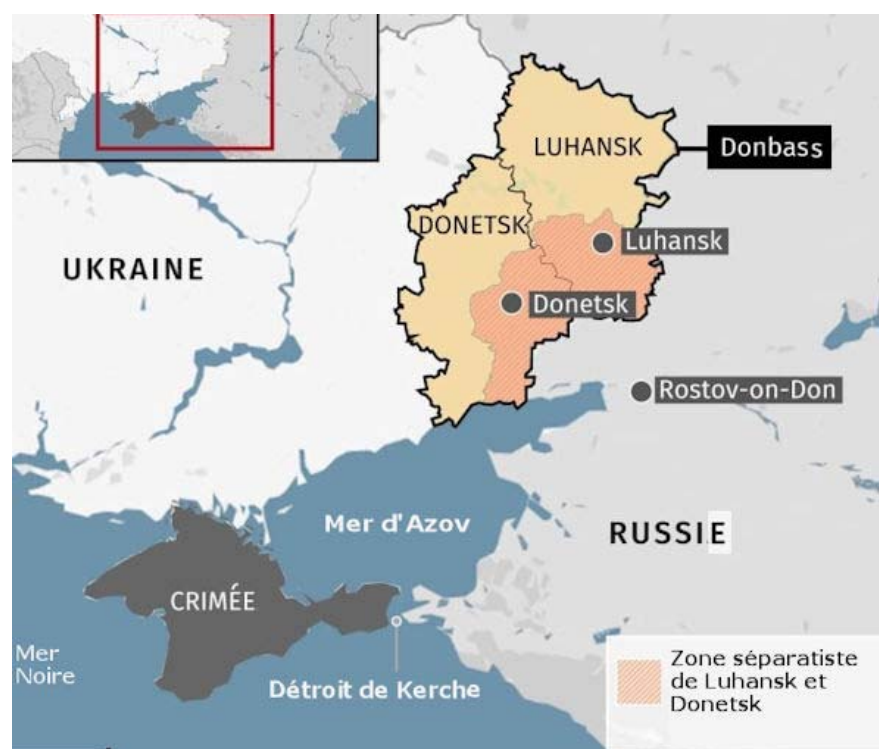 LUHANSK
Donbass
DONETSK
Luhansk
UKRAINE
Donetsk
Rostov-on-Don
Mer d'Azov
RUSSIE
CRIMÉE
Mer
Noire
Détroit de Kerche
Zone séparatiste
de Luhansk et
Donetsk